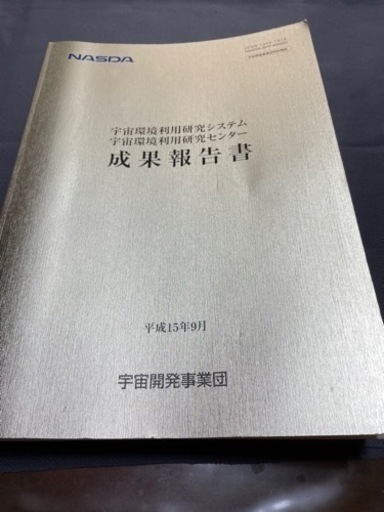 NASDA
宇宙環境利用研究システム
宇宙環境利用研究センター
成果報告書
平成15年9月
宇宙開発事業団